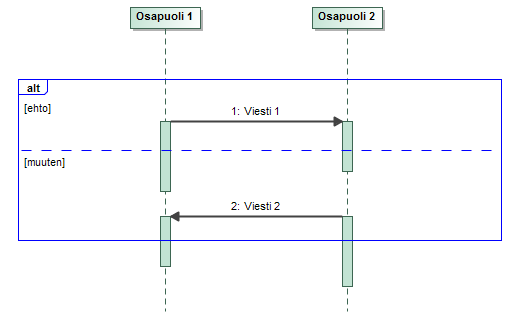 Osapuoli 1
Osapuoli 2
alt
[ehto]
1: Viesti 1
[muuten]
2: Viesti 2